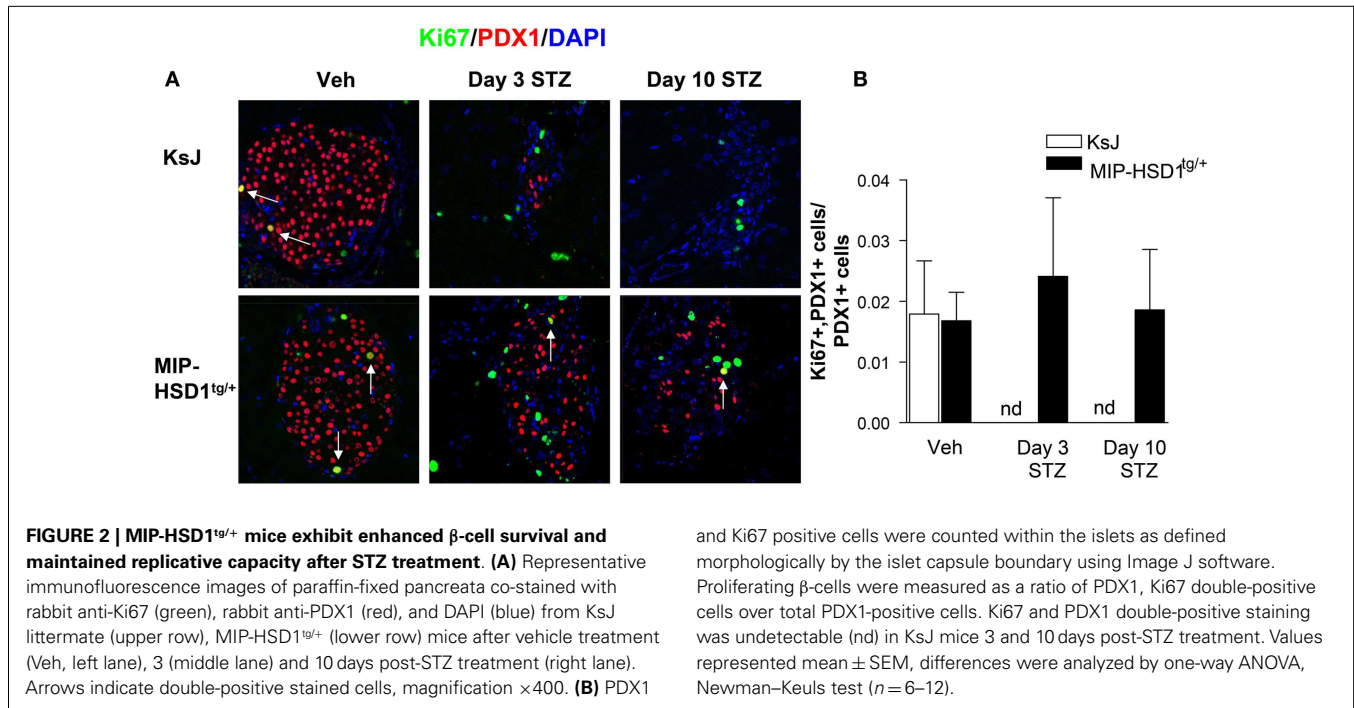 Ki67/PDX1/DAPI
A
Veh
Day 3 STZ
Day 10 STZ
KsJ
MIP-
HSD1tg/+
B
KsJ
MIP-HSD1tg/+
Ki67+,PDX1+ cells/
PDX1+ cells
0.04
0.03
0.02
0.01
0.00
nd
nd
Veh
Day 3
STZ
Day 10
STZ
FIGURE 2 | MIP-HSD1tg/+ mice exhibit enhanced β-cell survival and
maintained replicative capacity after STZ treatment. (A) Representative
immunofluorescence images of paraffin-fixed pancreata co-stained with
rabbit anti-Ki67 (green), rabbit anti-PDX1 (red), and DAPI (blue) from KsJ
littermate (upper row), MIP-HSD1tg/+ (lower row) mice after vehicle treatment
(Veh, left lane), 3 (middle lane) and 10 days post-STZ treatment (right lane).
Arrows indicate double-positive stained cells, magnification ×400. (B) PDX1
and Ki67 positive cells were counted within the islets as defined
morphologically by the islet capsule boundary using Image J software.
Proliferating β-cells were measured as a ratio of PDX1, Ki67 double-positive
cells over total PDX1-positive cells. Ki67 and PDX1 double-positive staining
was undetectable (nd) in KsJ mice 3 and 10 days post-STZ treatment. Values
represented mean ± SEM, differences were analyzed by one-way ANOVA,
Newman–Keuls test (n = 6–12).